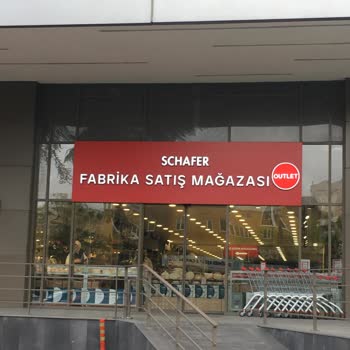 SCHAFER
FABRİKA SATIŞ MAĞAZASI
OUTLET